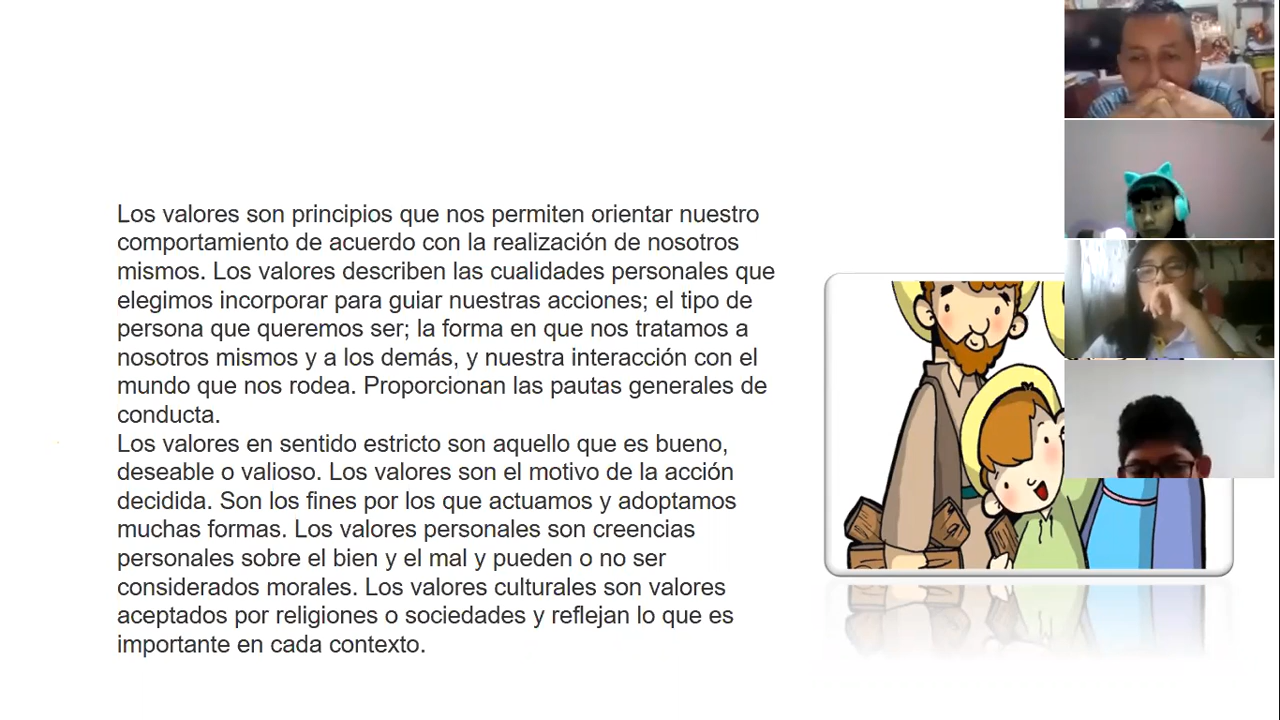 Los valores son principios que nos permiten orientar nuestro
comportamiento de acuerdo con la realización de nosotros
mismos. Los valores describen las cualidades personales que
elegimos incorporar para guiar nuestras acciones; el tipo de
persona que queremos ser; la forma en que nos tratamos a
nosotros mismos y a los demás, y nuestra interacción con el
mundo que nos rodea. Proporcionan las pautas generales de
conducta.
Los valores en sentido estricto son aquello que es bueno,
deseable o valioso. Los valores son el motivo de la acción
decidida. Son los fines por los que actuamos y adoptamos
muchas formas. Los valores personales son creencias
personales sobre el bien y el mal y pueden o no ser
considerados morales. Los valores culturales son valores
aceptados por religiones o sociedades y reflejan lo que es
importante en cada contexto.